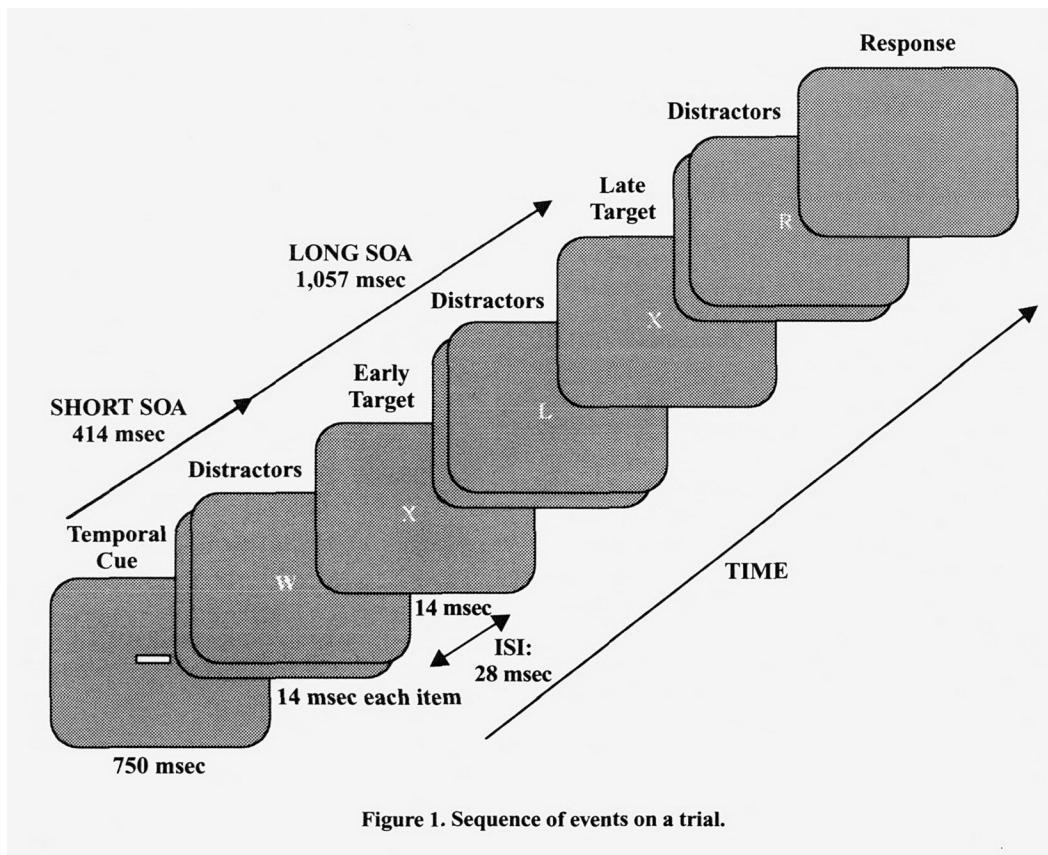 Response
Distractors
R
Late
Target
X
LONG SOA
1,057 msec
Distractors
L
Early
Target
X
SHORT SOA
414 msec
Distractors
W
Temporal
Cue
14 msec
ISI:
28 msec
14 msec each item
750 msec
TIME
Figure 1. Sequence of events on a trial.